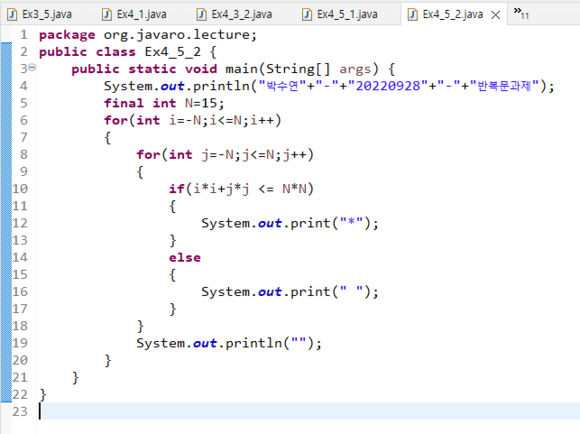 Ex3_5.java Ex4_1.java Ex4_3_2.java Ex4_5_1.java Ex4_5_2.java »11
1 package org.javaro.lecture;
2 public class Ex4_5_2 {
3 public static void main(String[] args) {
4 System.out.println("박수연"+"-"+"20220928"+"-"+"반복문과제");
5 final int N=15;
6 for(int i=-N;i<=N;i++)
7 {
8 for(int j=-N;j<=N;j++)
9 {
10 if(i*i+j*j <= N*N)
11 {
12 System.out.print("*");
13 }
14 else
15 {
16 System.out.print(" ");
17 }
18 }
19 System.out.println("");
20 }
21 }
22 }
23